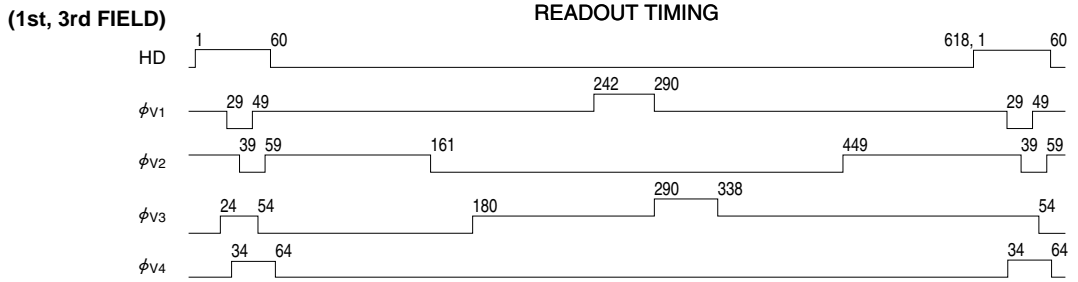 READOUT TIMING
(1st, 3rd FIELD)
HD 1 60 618, 1 60
ϕV1 29 49 242 290 29 49
ϕV2 39 59 161 449 39 59
ϕV3 24 54 180 290 338 54
ϕV4 34 64 34 64